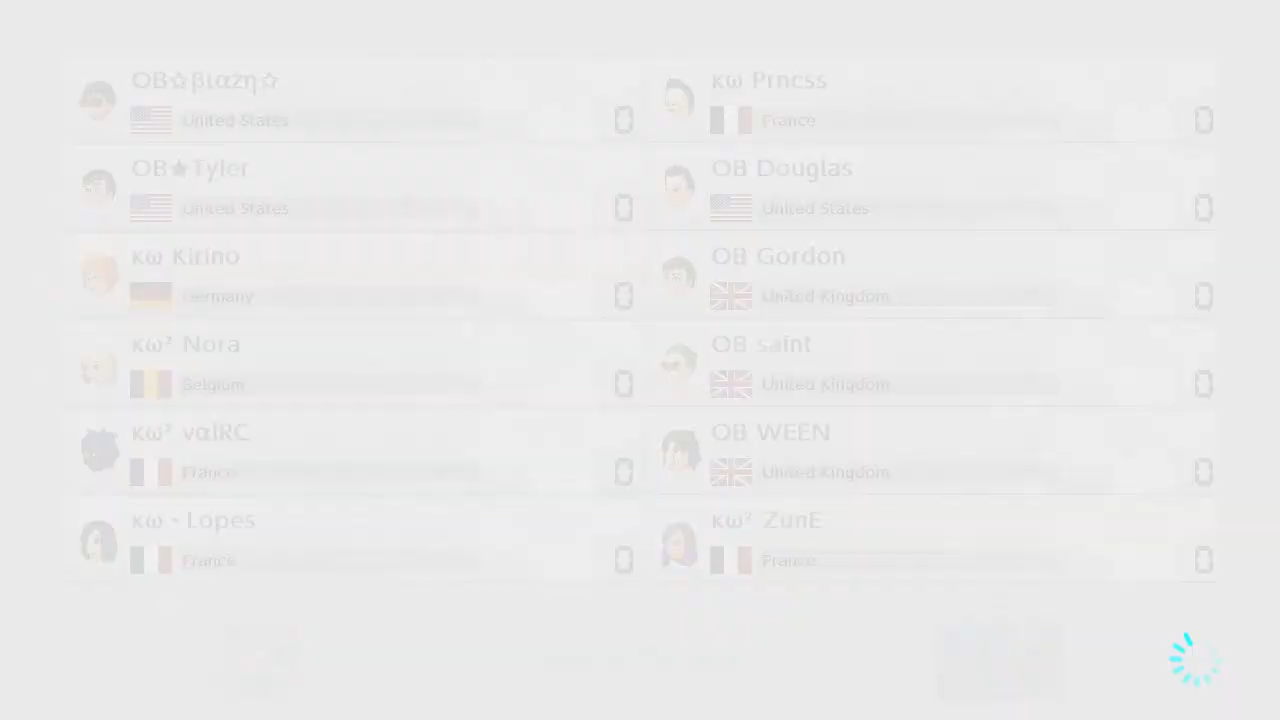 OB☆βιαzη☆
United States 0
κω Prncss
France 0
OB★Tyler
United States 0
OB Douglas
United States 0
κω Kirino
Germany 0
OB Gordon
United Kingdom 0
κω² Nora
Belgium 0
OB saint
United Kingdom 0
κω² vαlRC
France 0
OB WEEN
United Kingdom 0
κω・Lopes
France 0
κω² ZunE
France 0